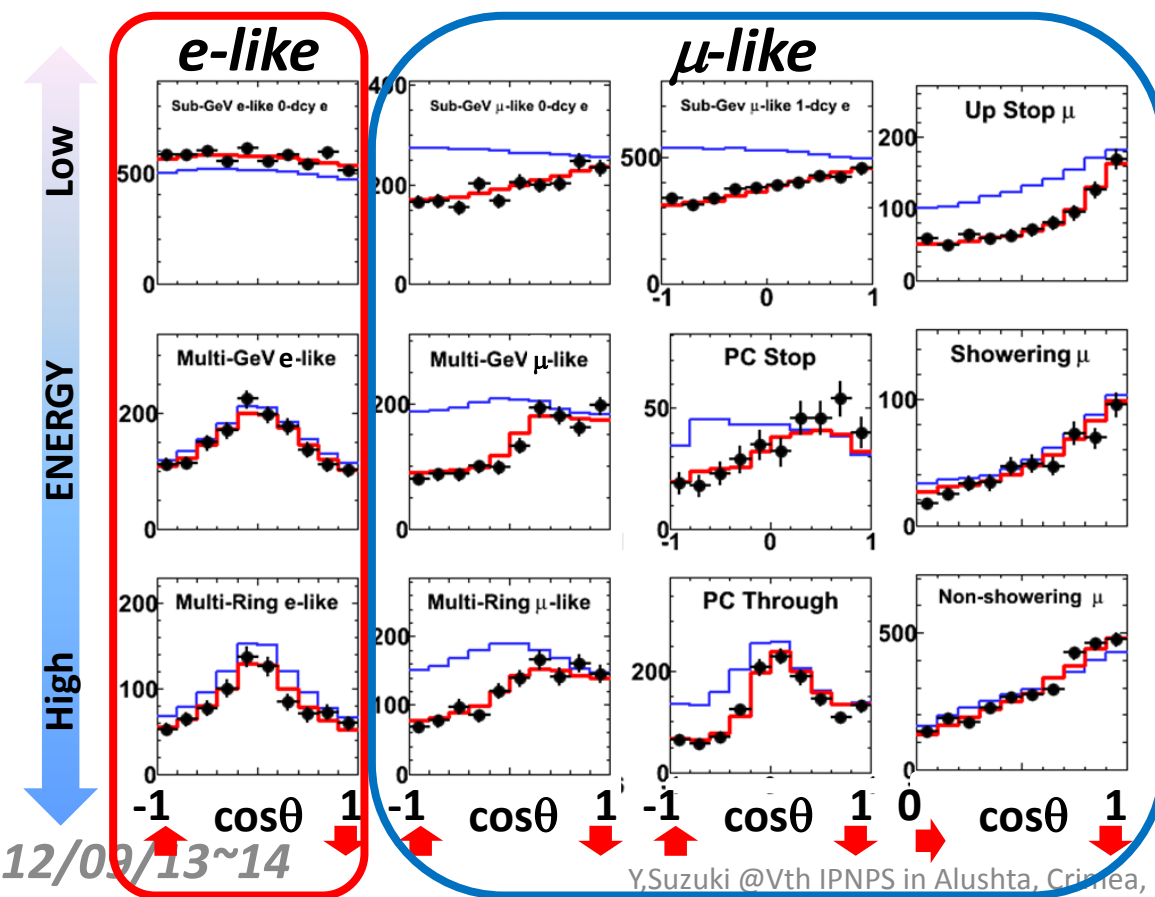 e-like
μ-like
Low
ENERGY
High
Sub-GeV e-like 0-dcy e
500
0
Sub-GeV μ-like 0-dcy e
400
200
0
Sub-Gev μ-like 1-dcy e
500
0
-1
0
1
Up Stop μ
200
100
0
Multi-GeV e-like
200
0
Multi-GeV μ-like
200
0
PC Stop
50
0
-1
0
1
Showering μ
100
0
Multi-Ring e-like
200
100
0
Multi-Ring μ-like
200
100
0
PC Through
200
0
Non-showering μ
500
0
-1 cosθ 1
-1 cosθ 1
-1 cosθ 1
0 cosθ 1
12/09/13~14
Y,Suzuki @Vth IPNPS in Alushta, Crimea,